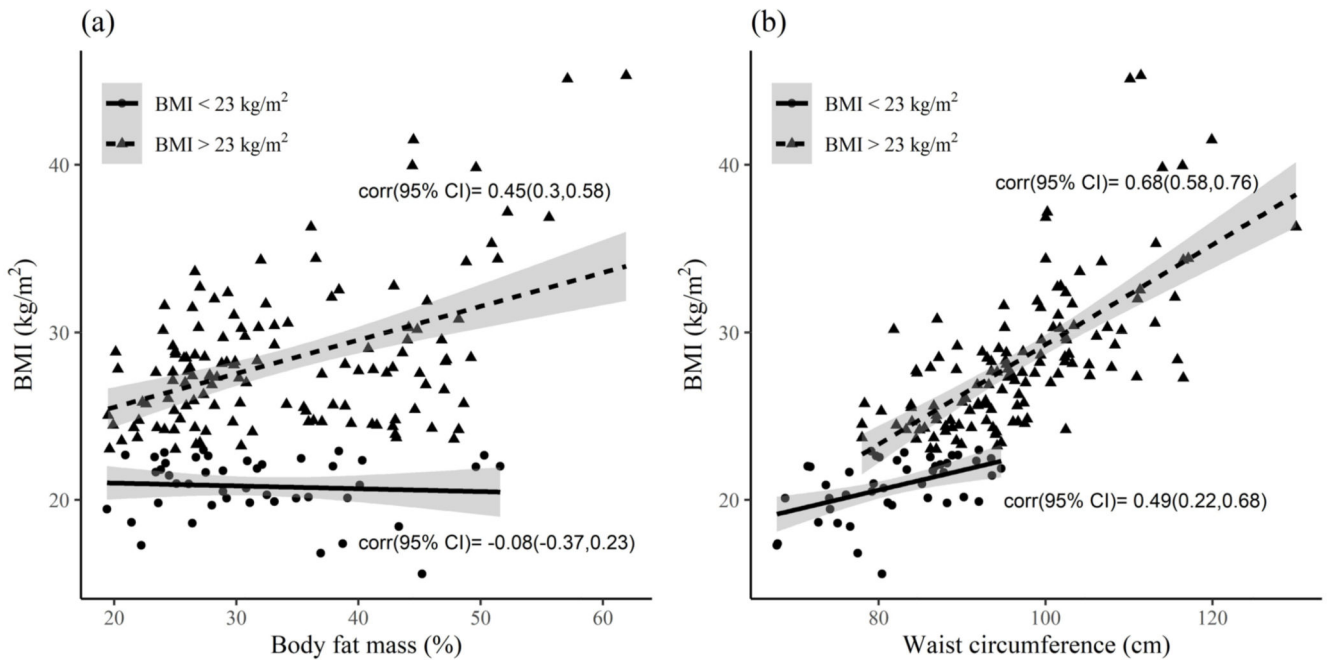 (a)
BMI < 23 kg/m²
BMI > 23 kg/m²
corr(95% CI)= 0.45(0.3,0.58)
corr(95% CI)= -0.08(-0.37,0.23)
40
30
20
BMI (kg/m²)
20 30 40 50 60
Body fat mass (%)
(b)
BMI < 23 kg/m²
BMI > 23 kg/m²
corr(95% CI)= 0.68(0.58,0.76)
corr(95% CI)= 0.49(0.22,0.68)
40
30
20
BMI (kg/m²)
80 100 120
Waist circumference (cm)